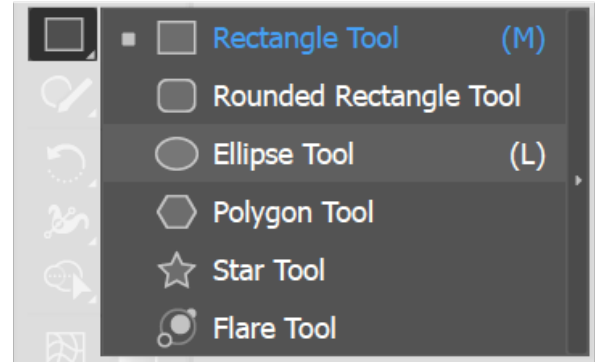 Rectangle Tool (M)
Rounded Rectangle Tool
Ellipse Tool (L)
Polygon Tool
Star Tool
Flare Tool